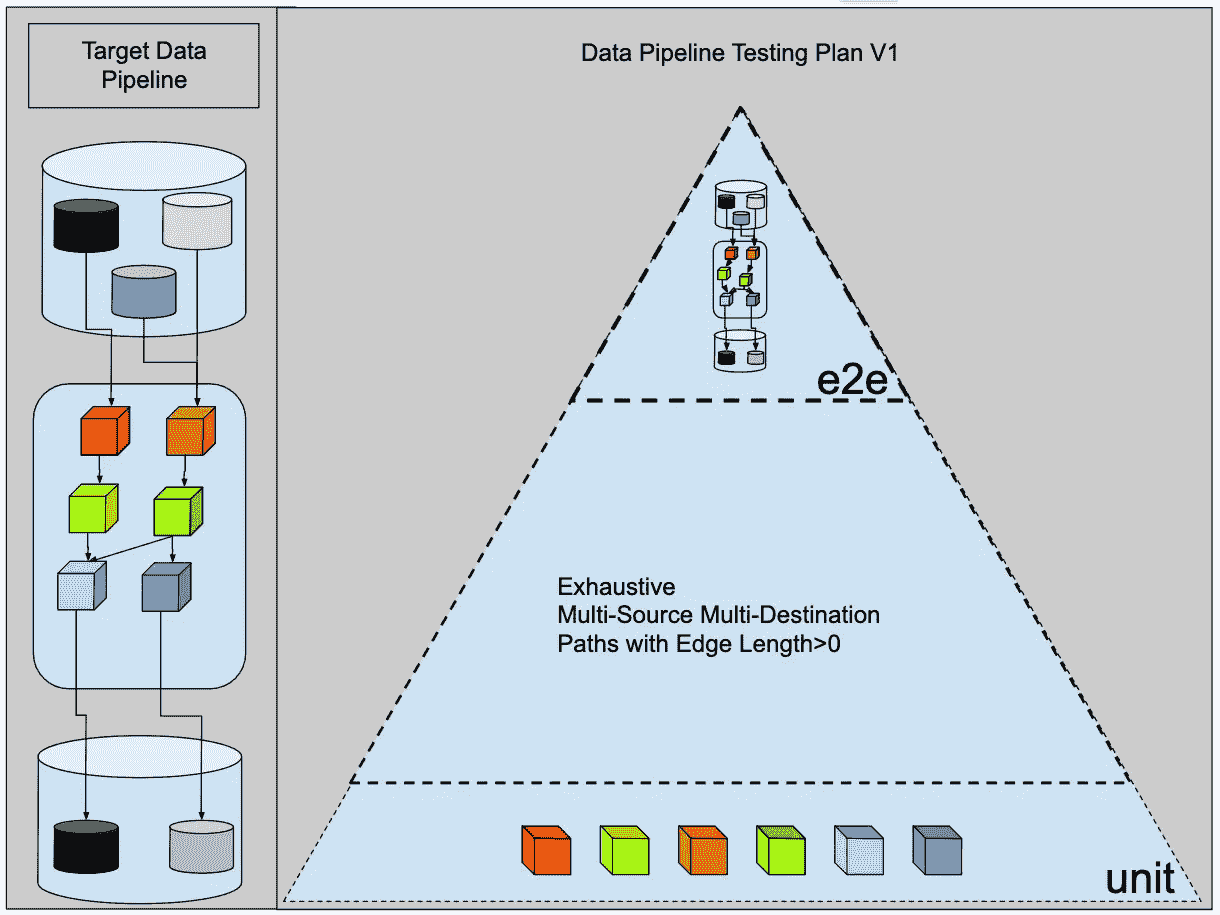 Target Data
Pipeline
Data Pipeline Testing Plan V1
e2e
Exhaustive
Multi-Source Multi-Destination
Paths with Edge Length>0
unit